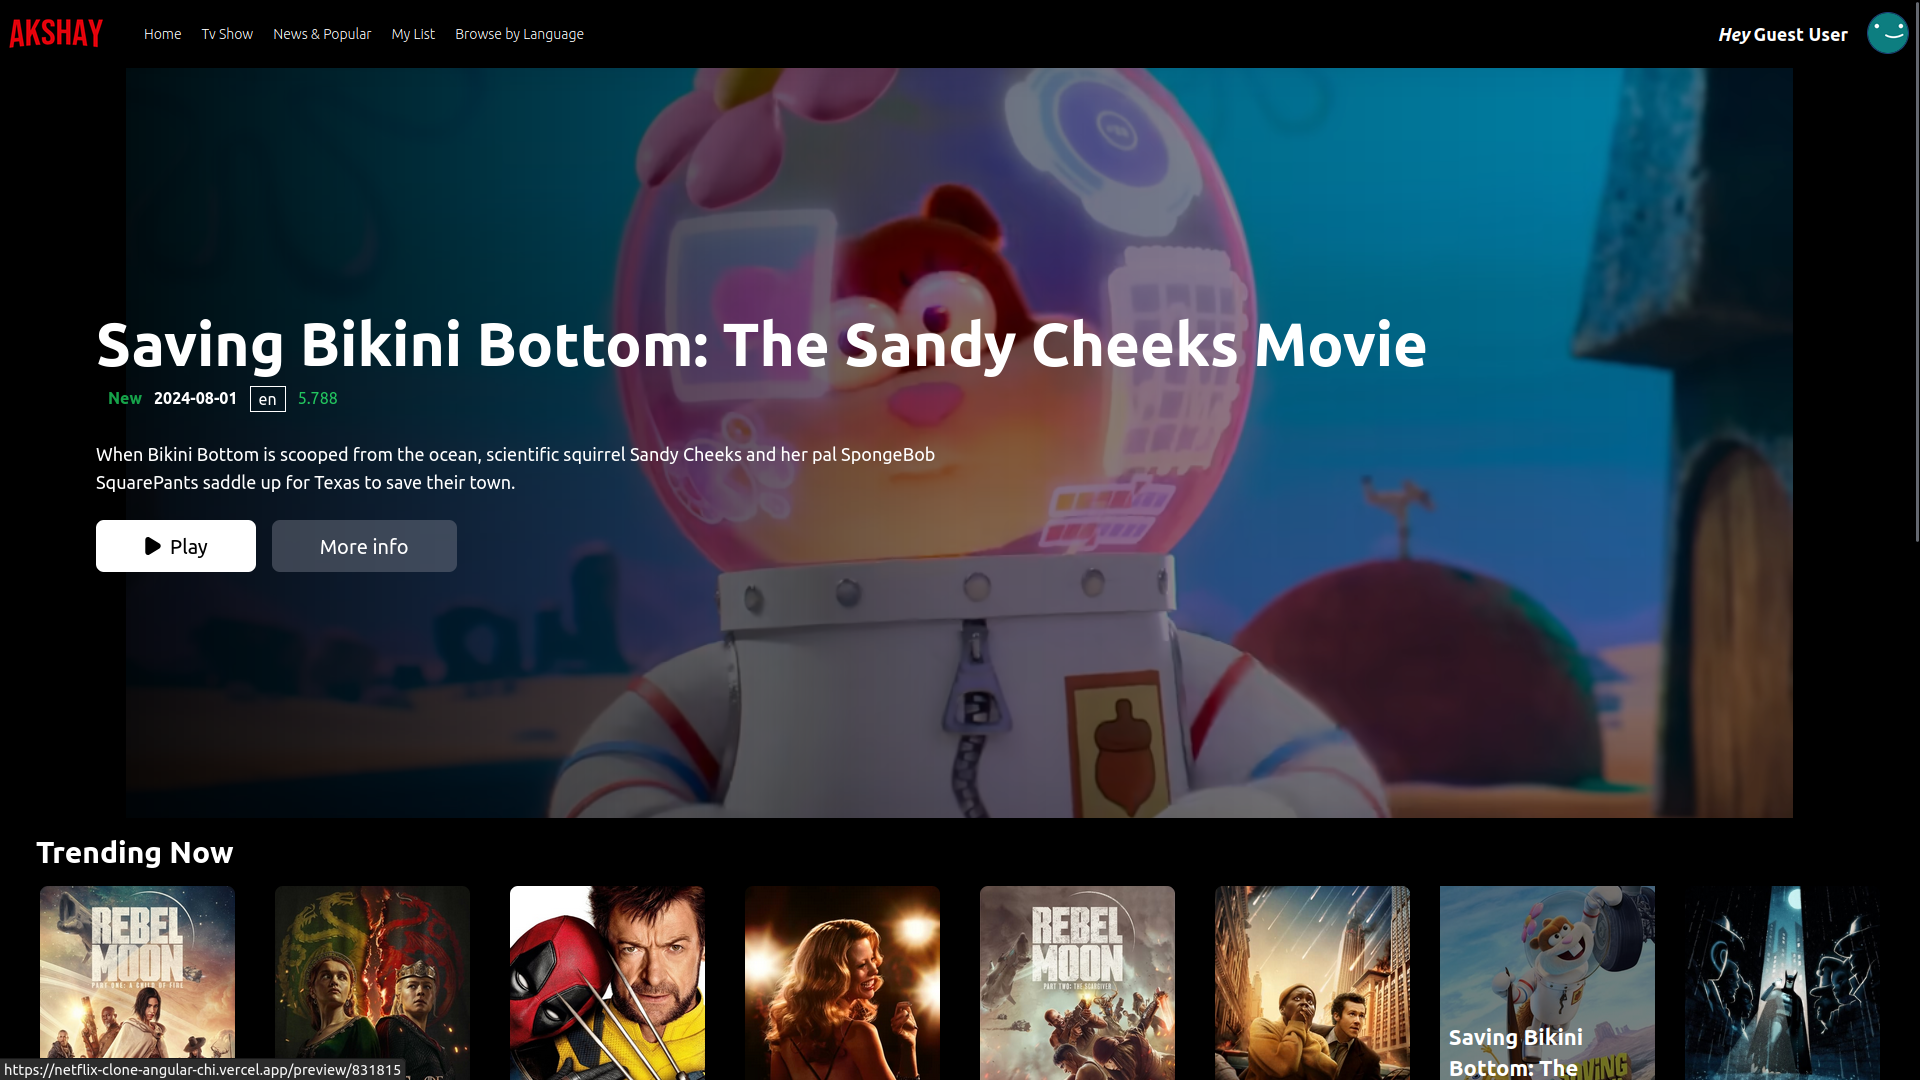 AKSHAY
Home
Tv Show
News & Popular
My List
Browse by Language
Hey Guest User
Saving Bikini Bottom: The Sandy Cheeks Movie
New 2024-08-01 en 5.788
When Bikini Bottom is scooped from the ocean, scientific squirrel Sandy Cheeks and her pal SpongeBob
SquarePants saddle up for Texas to save their town.
Play
More info
Trending Now
REBEL
MOON
PART ONE: A CHILD OF FIRE
REBEL
MOON
PART TWO: THE SCARGIVER
Saving Bikini
Bottom: The
SAVING
https://netflix-clone-angular-chi.vercel.app/preview/831815